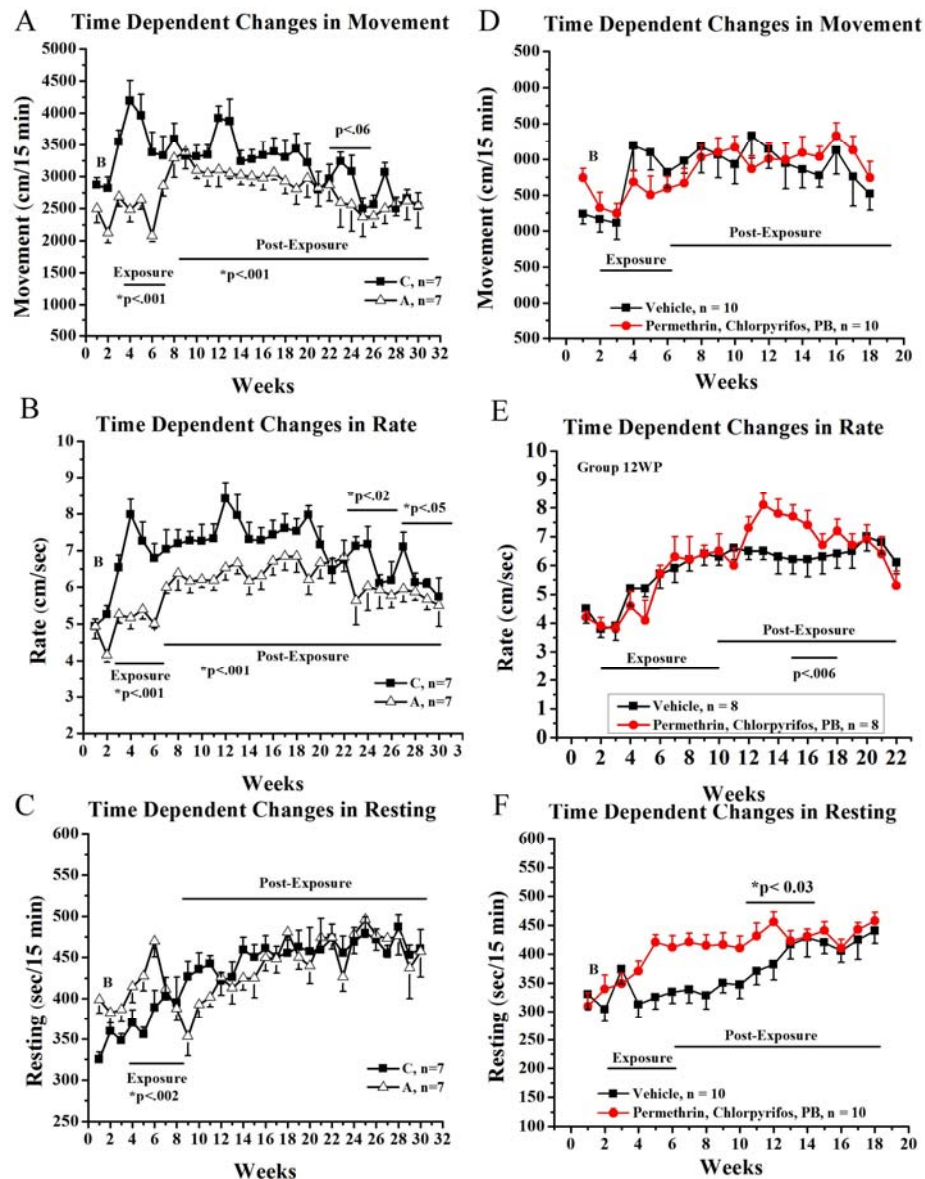 A
Time Dependent Changes in Movement
Movement (cm/15 min)
5000
4500
4000
3500
3000
2500
2000
1500
1000
500
B
p<.06
Post-Exposure
Exposure
*p<.001
*p<.001
C, n=7
A, n=7
0 2 4 6 8 10 12 14 16 18 20 22 24 26 28 30 32
Weeks
B
Time Dependent Changes in Rate
Rate (cm/sec)
10
9
8
7
6
5
4
3
2
B
*p<.02
*p<.05
Post-Exposure
Exposure
*p<.001
*p<.001
C, n=7
A, n=7
0 2 4 6 8 10 12 14 16 18 20 22 24 26 28 30 3
Weeks
C
Time Dependent Changes in Resting
Resting (sec/15 min)
600
550
500
450
400
350
300
250
Post-Exposure
B
Exposure
*p<.002
C, n=7
A, n=7
0 2 4 6 8 10 12 14 16 18 20 22 24 26 28 30 32
Weeks
D
Time Dependent Changes in Movement
Movement (cm/15 min)
500
000
500
000
500
000
500
000
500
B
Post-Exposure
Exposure
Vehicle, n = 10
Permethrin, Chlorpyrifos, PB, n = 10
0 2 4 6 8 10 12 14 16 18 20
Weeks
E
Time Dependent Changes in Rate
Rate (cm/sec)
10
9
8
7
6
5
4
3
2
1
0
Group 12WP
Post-Exposure
Exposure
p<.006
Vehicle, n = 8
Permethrin, Chlorpyrifos, PB, n = 8
0 2 4 6 8 10 12 14 16 18 20 22
Weeks
F
Time Dependent Changes in Resting
Resting (sec/15 min)
600
550
500
450
400
350
300
250
200
150
100
*p< 0.03
B
Exposure
Post-Exposure
Vehicle, n = 10
Permethrin, Chlorpyrifos, PB, n = 10
0 2 4 6 8 10 12 14 16 18 20
Weeks